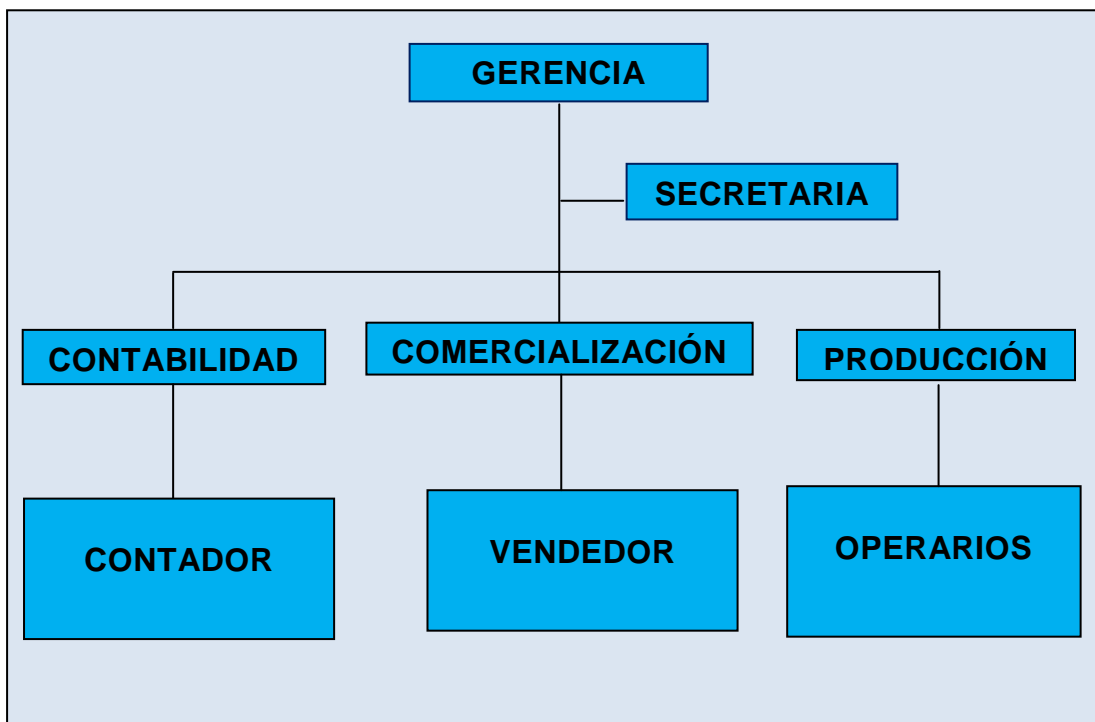 GERENCIA
SECRETARIA
CONTABILIDAD
COMERCIALIZACIÓN
PRODUCCIÓN
CONTADOR
VENDEDOR
OPERARIOS